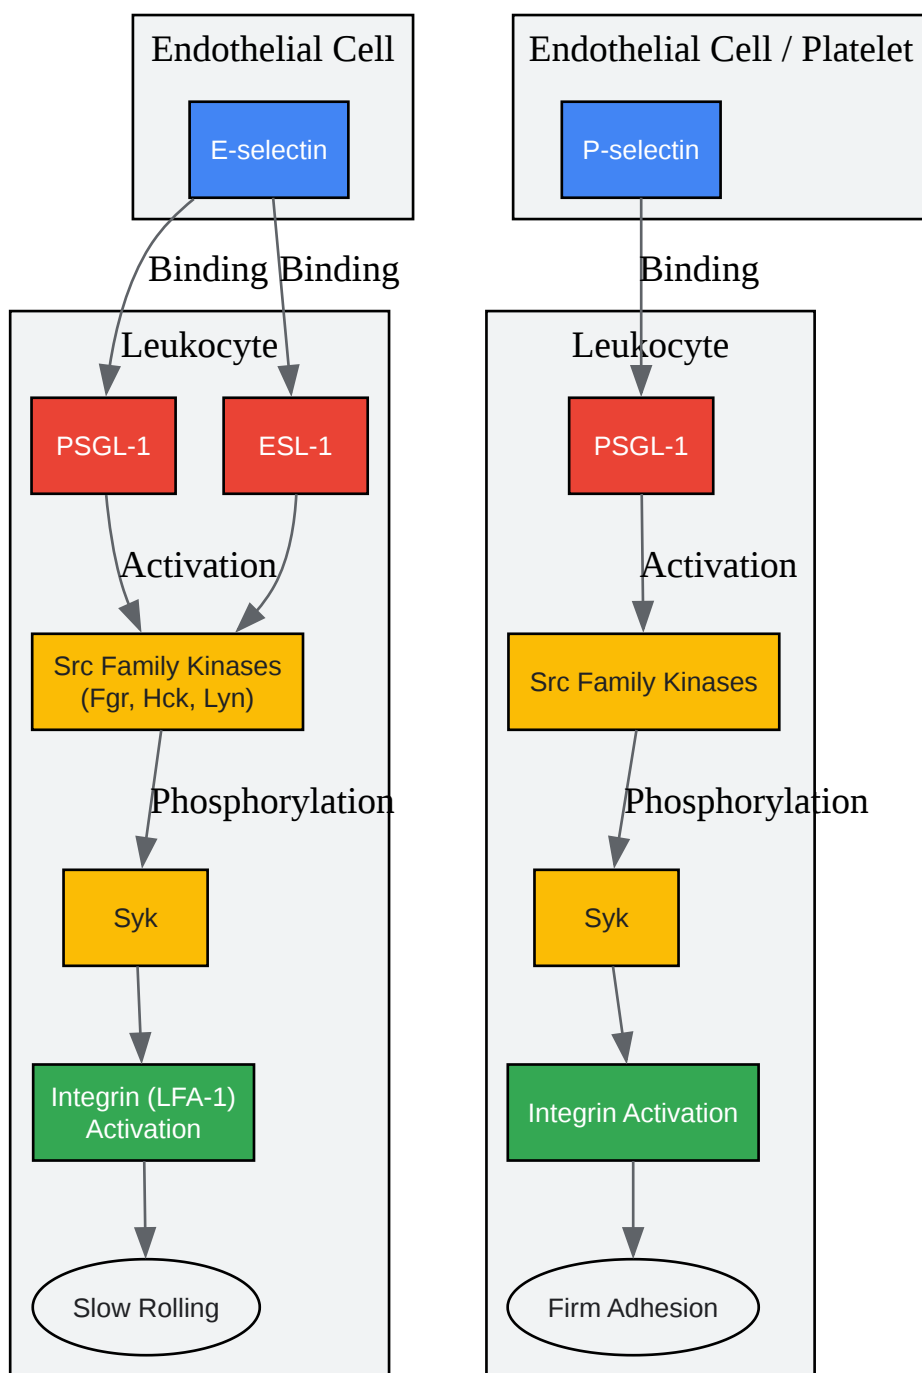 Endothelial Cell
E-selectin
Binding
Binding
Leukocyte
PSGL-1
ESL-1
Activation
Src Family Kinases
(Fgr, Hck, Lyn)
Phosphorylation
Syk
Integrin (LFA-1)
Activation
Slow Rolling
Endothelial Cell / Platelet
P-selectin
Binding
Leukocyte
PSGL-1
Activation
Src Family Kinases
Phosphorylation
Syk
Integrin Activation
Firm Adhesion